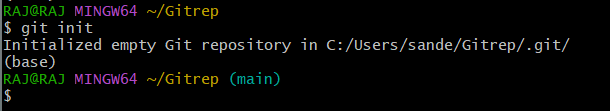 RAJ@RAJ MINGW64 ~/Gitrep
$ git init
Initialized empty Git repository in C:/Users/sande/Gitrep/.git/
(base)
RAJ@RAJ MINGW64 ~/Gitrep (main)
$